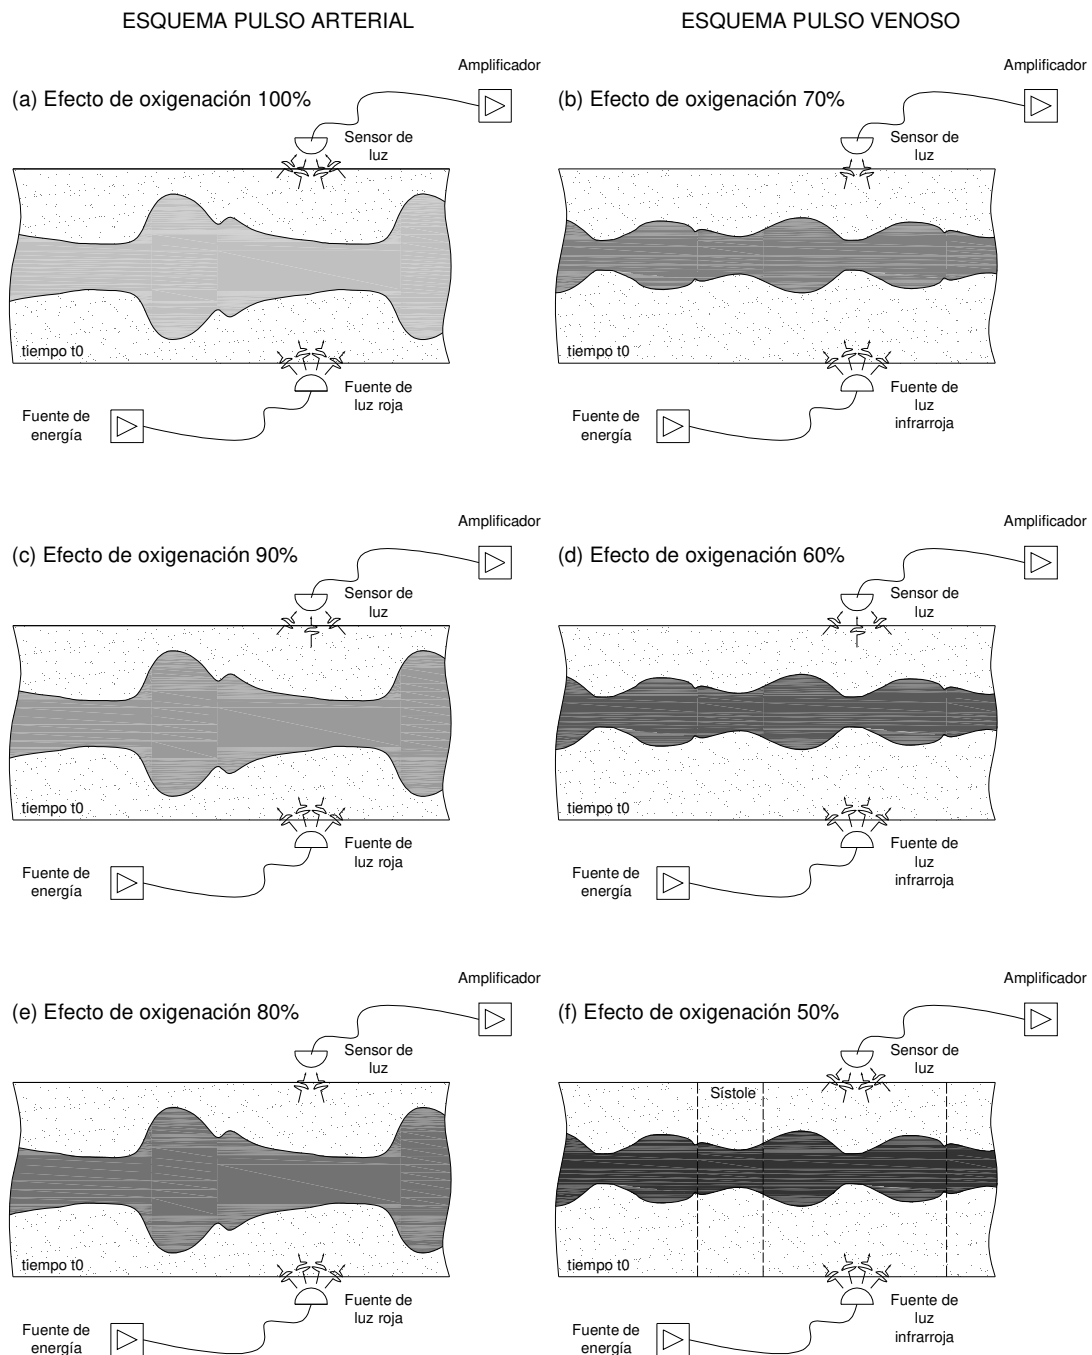 ESQUEMA PULSO ARTERIAL
ESQUEMA PULSO VENOSO
Amplificador
(a) Efecto de oxigenación 100%
Sensor de
luz
tiempo t0
Fuente de
luz roja
Fuente de
energía
Amplificador
(b) Efecto de oxigenación 70%
Sensor de
luz
tiempo t0
Fuente de
luz
infrarroja
Fuente de
energía
Amplificador
(c) Efecto de oxigenación 90%
Sensor de
luz
tiempo t0
Fuente de
luz roja
Fuente de
energía
Amplificador
(d) Efecto de oxigenación 60%
Sensor de
luz
tiempo t0
Fuente de
luz
infrarroja
Fuente de
energía
Amplificador
(e) Efecto de oxigenación 80%
Sensor de
luz
tiempo t0
Fuente de
luz roja
Fuente de
energía
Amplificador
(f) Efecto de oxigenación 50%
Sensor de
luz
Sístole
tiempo t0
Fuente de
luz
infrarroja
Fuente de
energía